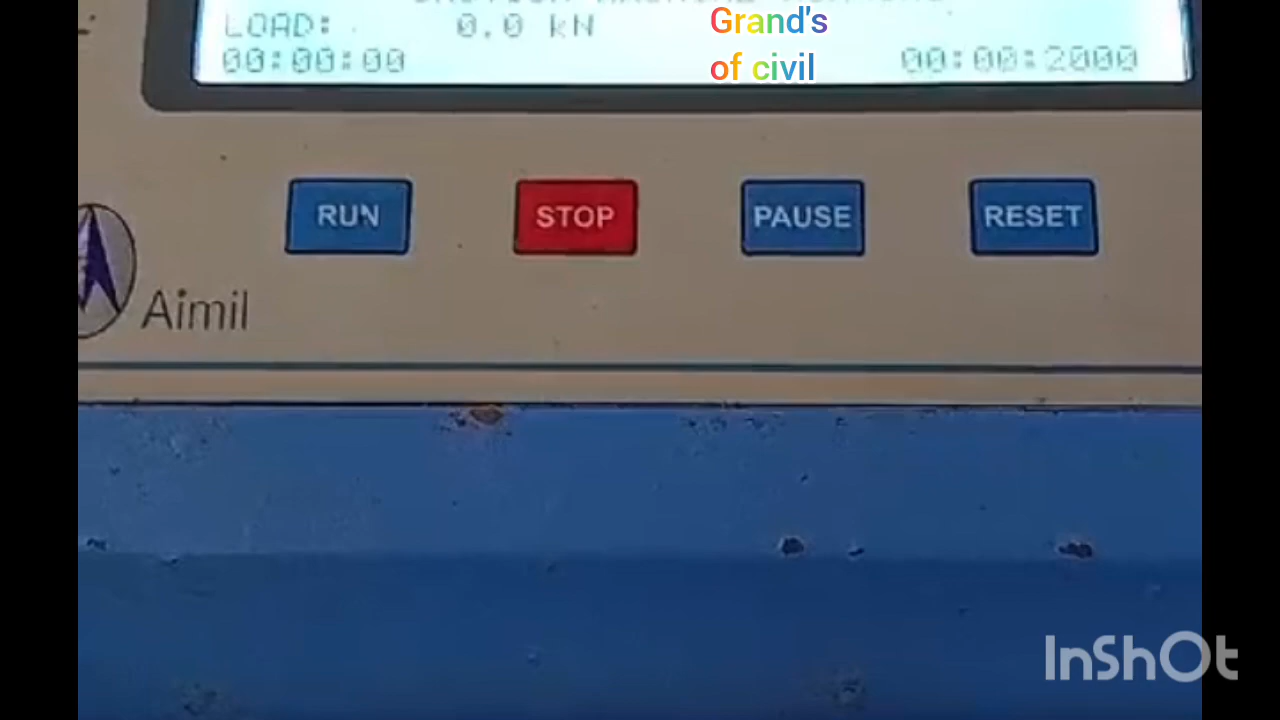 LOAD: 0.0 kN
Grand's
of civil
00:00:00
00:00:2000
RUN
STOP
PAUSE
RESET
Aimil
InShOt